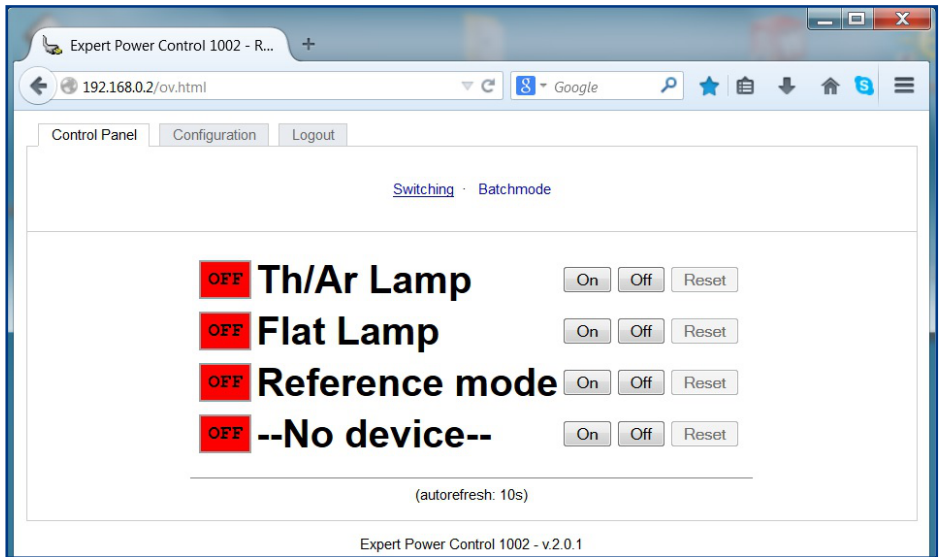 Expert Power Control 1002 - R...
192.168.0.2/ov.html
8 Google
Control Panel Configuration Logout
Switching · Batchmode
OFF Th/Ar Lamp On Off Reset
OFF Flat Lamp On Off Reset
OFF Reference mode On Off Reset
OFF --No device-- On Off Reset
(autorefresh: 10s)
Expert Power Control 1002 - v.2.0.1